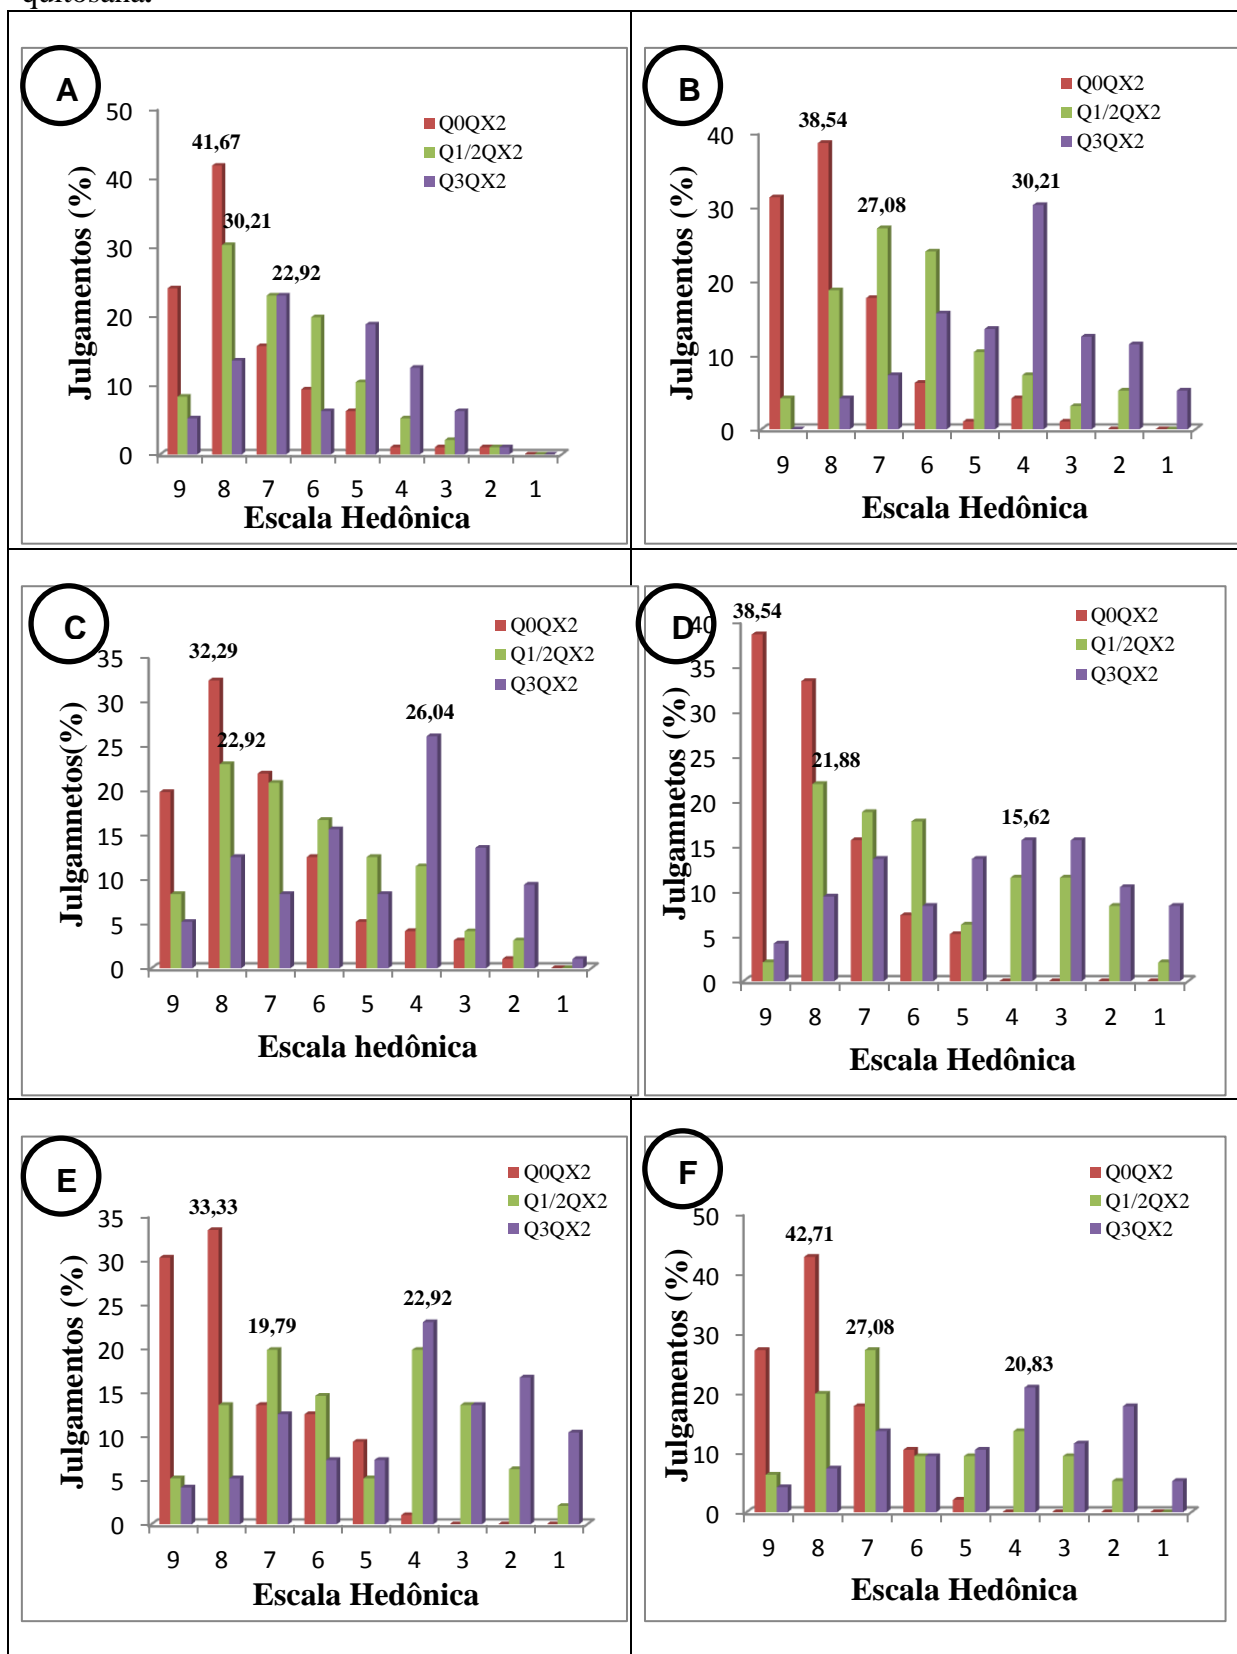 quitosana.
A
Q0QX2
Q1/2QX2
Q3QX2
Julgamentos (%)
50
40
30
20
10
0
41,67
30,21
22,92
9 8 7 6 5 4 3 2 1
Escala Hedônica
B
Q0QX2
Q1/2QX2
Q3QX2
Julgamentos (%)
40
30
20
10
0
38,54
27,08
30,21
9 8 7 6 5 4 3 2 1
Escala Hedônica
C
Q0QX2
Q1/2QX2
Q3QX2
Julgamnetos(%)
35
30
25
20
15
10
5
0
32,29
22,92
26,04
9 8 7 6 5 4 3 2 1
Escala hedônica
D
Q0QX2
Q1/2QX2
Q3QX2
Julgamnetos (%)
40
35
30
25
20
15
10
5
0
38,54
21,88
15,62
9 8 7 6 5 4 3 2 1
Escala Hedônica
E
Q0QX2
Q1/2QX2
Q3QX2
Julgamentos (%)
35
30
25
20
15
10
5
0
33,33
19,79
22,92
9 8 7 6 5 4 3 2 1
Escala Hedônica
F
Q0QX2
Q1/2QX2
Q3QX2
Julgamentos (%)
50
40
30
20
10
0
42,71
27,08
20,83
9 8 7 6 5 4 3 2 1
Escala Hedônica